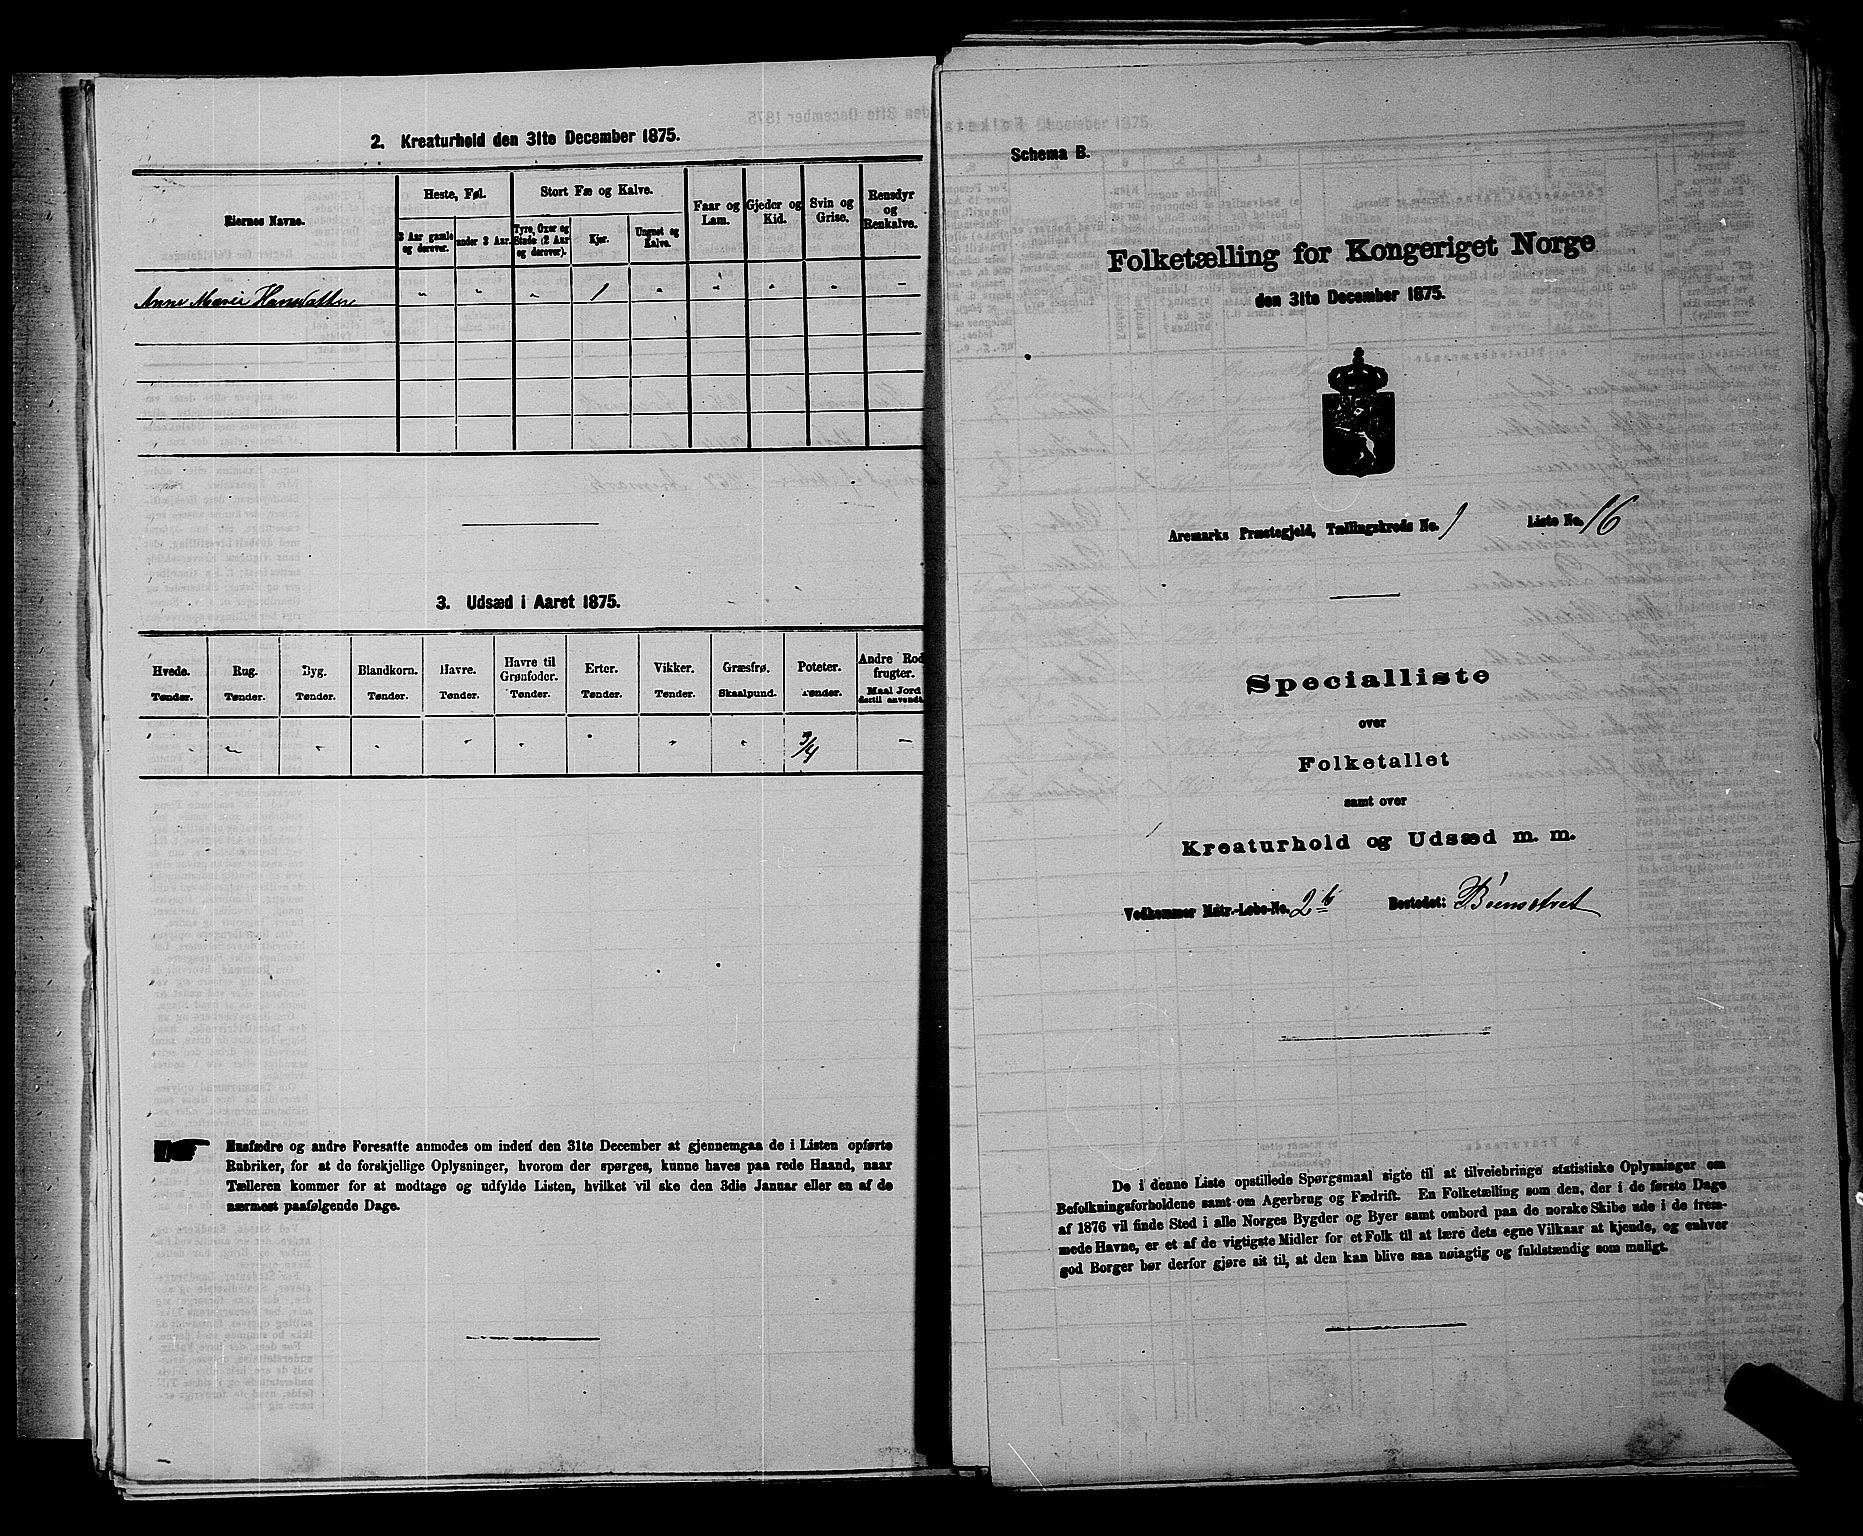 2. Kreaturhold den 31te December 1875.
Eiernes Navne.
Heste, Føl.
Stort Fæ og Kalve.
Faar og Lam.
Gjeder og Kid.
Svin og Grise.
Rensdyr og Renkalve.
3 Aar gamle og derover.
under 3 Aar.
Tyre, Oxer og Stude (2 Aar og derover).
Kjør.
Ungnøt og Kalve.
Anne Marie Hansdatter " " " 1 " " " " –
3. Udsæd i Aaret 1875.
Hvede. Rug. Byg. Blandkorn. Havre. Havre til Grønfoder. Erter. Vikker. Græsfrø. Poteter. Andre Rodfrugter.
Tønder. Tønder. Tønder. Tønder. Tønder. Tønder. Tønder. Tønder. Skaalpund. Tønder. Maal Jord dertil anvendt.
" " " " " " " " " 3/4 –
Husfædre og andre Foresatte anmodes om inden den 31te December at gjennemgaa de i Listen opførte
Rubriker, for at de forskjellige Oplysninger, hvorom der spørges, kunne haves paa rede Haand, naar
Tælleren kommer for at modtage og udfylde Listen, hvilket vil ske den 3die Januar eller en af de
nærmest paafølgende Dage.
Schema B.
Folketælling for Kongeriget Norge
den 31te December 1875.
Aremarks Præstegjeld, Tællingskreds No. 1 Liste No. 16
Specialliste
over
Folketallet
samt over
Kreaturhold og Udsæd m. m.
Vedkommer Matr.-Løbe-No. 2 b Bostedet:
De i denne Liste opstillede Spørgsmaal sigte til at tilveiebringe statistiske Oplysninger om
Befolkningsforholdene samt om Agerbrug og Fædrift. En Folketælling som den, der i de første Dage
af 1876 vil finde Sted i alle Norges Bygder og Byer samt ombord paa de norske Skibe ude i de frem-
mede Havne, er et af de vigtigste Midler for et Folk til at lære dets egne Vilkaar at kjende, og enhver
god Borger bør derfor gjøre sit til, at den kan blive saa nøiagtig og fuldstændig som muligt.